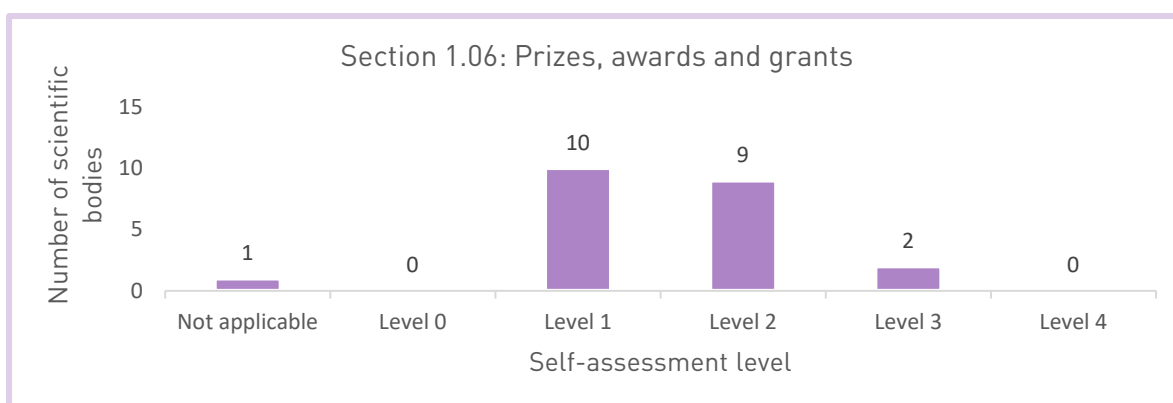 Section 1.06: Prizes, awards and grants
Number of scientific
bodies
15
10
5
0
1
0
10
9
2
0
Not applicable
Level 0
Level 1
Level 2
Level 3
Level 4
Self-assessment level